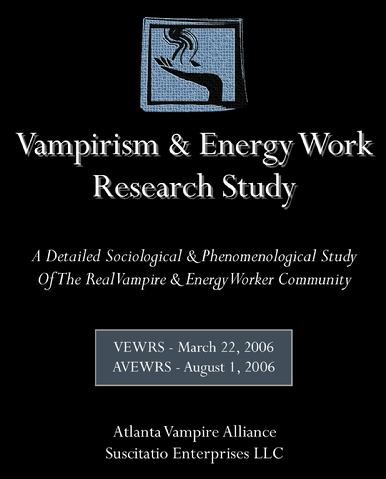 Vampirism & Energy Work
Research Study
A Detailed Sociological & Phenomenological Study
Of The Real Vampire & Energy Worker Community
VEWRS - March 22, 2006
AVEWRS - August 1, 2006
Atlanta Vampire Alliance
Suscitatio Enterprises LLC